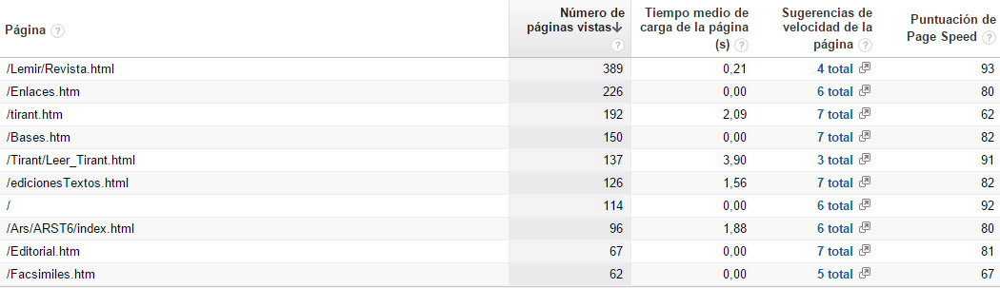 Página ? Número de páginas vistas ? Tiempo medio de carga de la página (s) ? Sugerencias de velocidad de la página ? Puntuación de Page Speed ?
/Lemir/Revista.html 389 0,21 4 total 93
/Enlaces.htm 226 0,00 6 total 80
/tirant.htm 192 2,09 7 total 62
/Bases.htm 150 0,00 7 total 82
/Tirant/Leer_Tirant.html 137 3,90 3 total 91
/edicionesTextos.html 126 1,56 7 total 82
/ 114 0,00 6 total 92
/Ars/ARST6/index.html 96 1,88 6 total 80
/Editorial.htm 67 0,00 7 total 81
/Facsimiles.htm 62 0,00 5 total 67